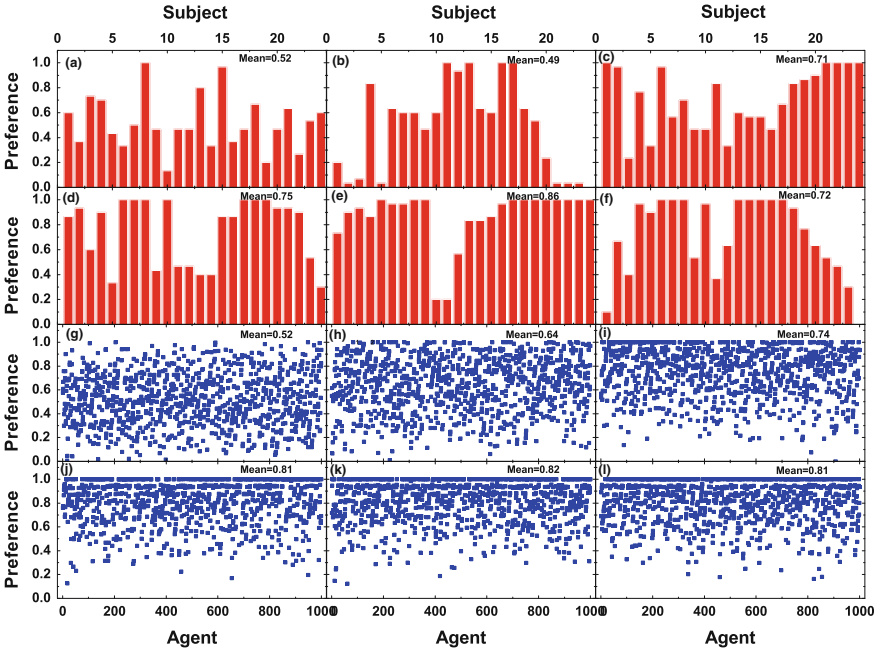 Subject Subject Subject
0 5 10 15 20 0 5 10 15 20 0 5 10 15 20
(a) Mean=0.52 (b) Mean=0.49 (c) Mean=0.71
Preference
1.0
0.8
0.6
0.4
0.2
0.0
(d) Mean=0.75 (e) Mean=0.86 (f) Mean=0.72
Preference
1.0
0.8
0.6
0.4
0.2
0.0
(g) Mean=0.52 (h) Mean=0.64 (i) Mean=0.74
Preference
1.0
0.8
0.6
0.4
0.2
0.0
(j) Mean=0.81 (k) Mean=0.82 (l) Mean=0.81
Preference
1.0
0.8
0.6
0.4
0.2
0.0
0 200 400 600 800 1000 0 200 400 600 800 1000 0 200 400 600 800 1000
Agent Agent Agent